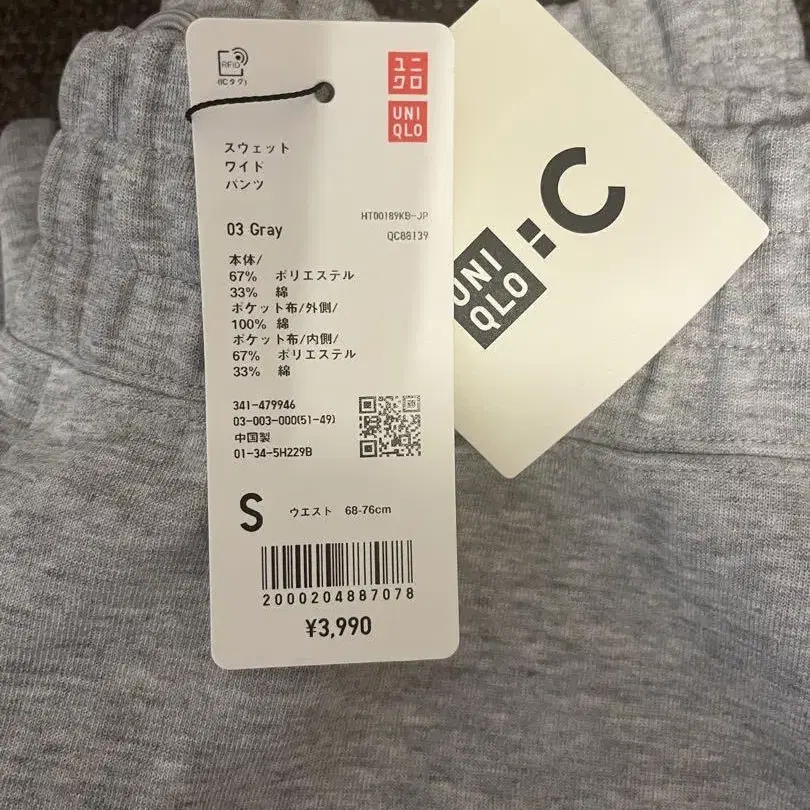 RFID
(ICタグ)
ユニ
クロ
UNI
QLO
スウェット
ワイド
パンツ
HT00189KB-JP
03 Gray
QC88139
本体/
67% ポリエステル
33% 綿
ポケット布/外側/
100% 綿
ポケット布/内側/
67% ポリエステル
33% 綿
341-479946
03-003-000(51-49)
中国製
01-34-5H229B
S ウエスト 68-76cm
2000204887078
¥3,990
UNI
QLO
:C